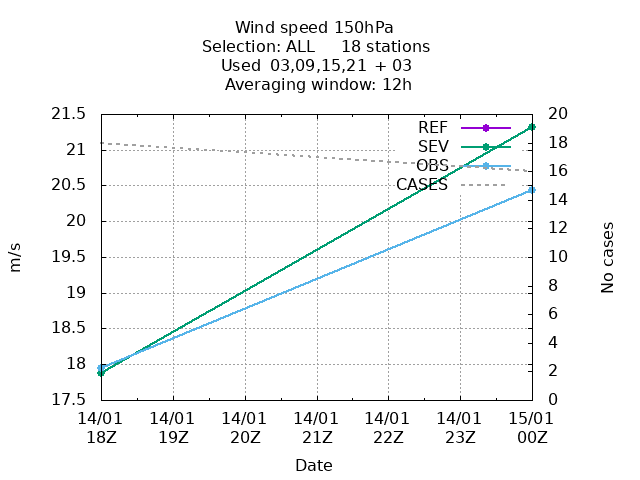 Wind speed 150hPa
Selection: ALL 18 stations
Used 03,09,15,21 + 03
Averaging window: 12h
21.5
21
20.5
20
19.5
19
18.5
18
17.5
m/s
20
18
16
14
12
10
8
6
4
2
0
No cases
REF
SEV
OBS
CASES
14/01 14/01 14/01 14/01 14/01 14/01 15/01
18Z 19Z 20Z 21Z 22Z 23Z 00Z
Date